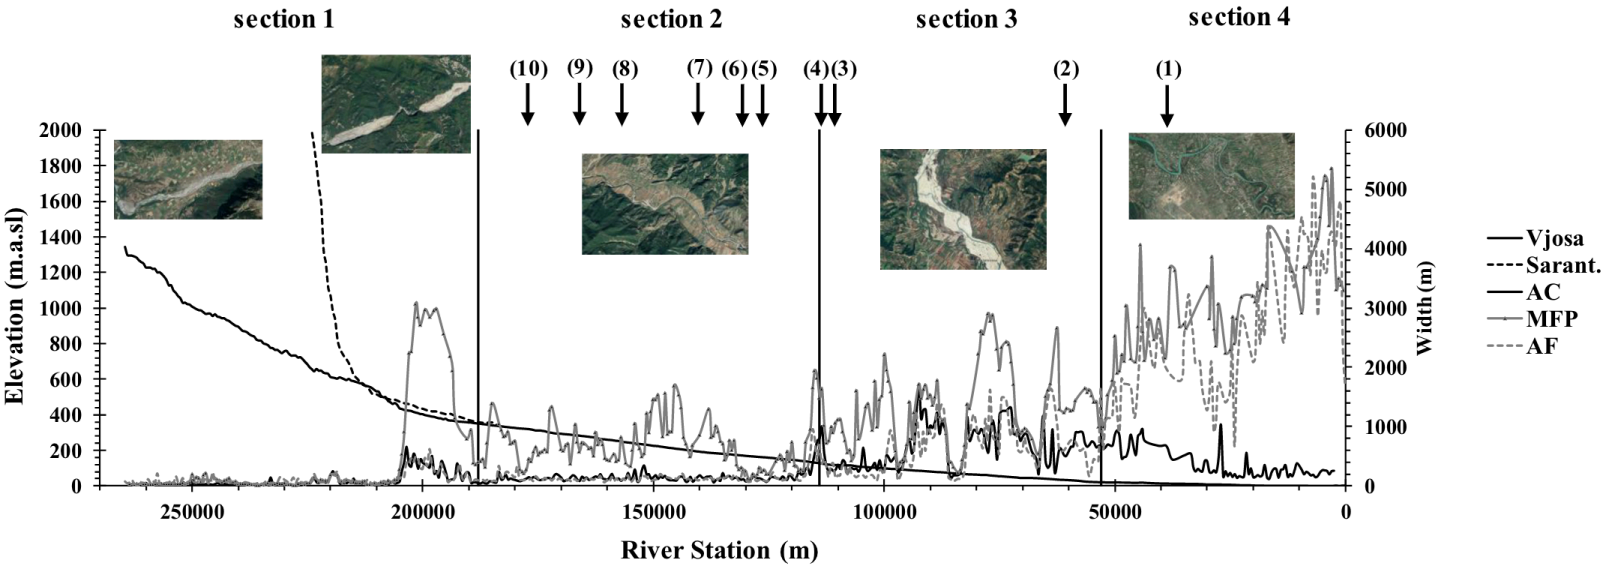 section 1 section 2 section 3 section 4
(10) (9) (8) (7) (6) (5) (4) (3) (2) (1)
2000 6000
1800
1600 5000
1400
1200 4000
1000 3000
800
600 2000
400
200 1000
0 0
Elevation (m.a.sl)
Width (m)
250000 200000 150000 100000 50000 0
River Station (m)
Vjosa
Sarant.
AC
MFP
AF